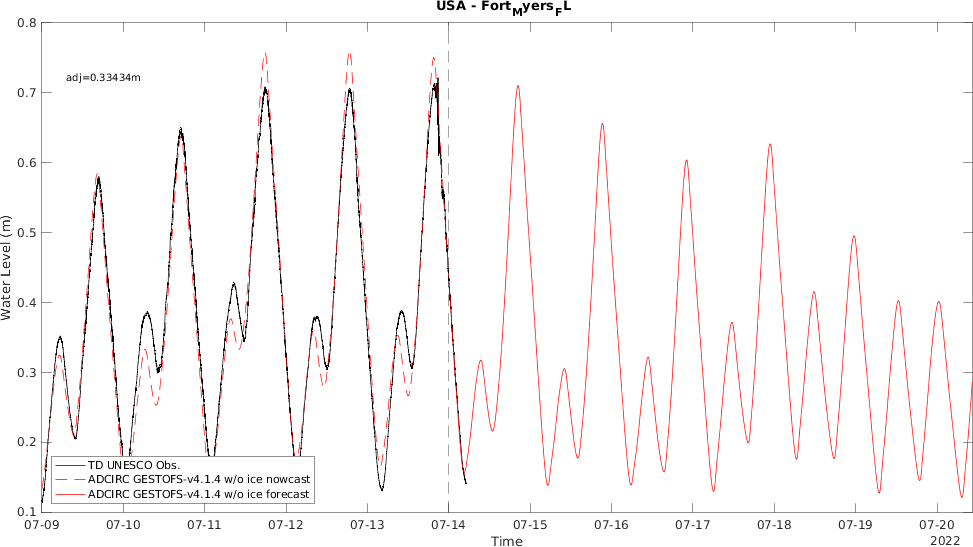 USA - FortMyersFL
0.8
adj=0.33434m
0.7
0.6
0.5
Water Level (m)
0.4
0.3
0.2
TD UNESCO Obs.
ADCIRC GESTOFS-v4.1.4 w/o ice nowcast
ADCIRC GESTOFS-v4.1.4 w/o ice forecast
0.1
07-09 07-10 07-11 07-12 07-13 07-14 07-15 07-16 07-17 07-18 07-19 07-20
Time 2022